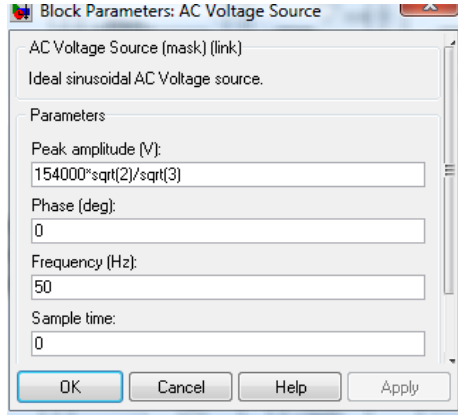 Block Parameters: AC Voltage Source
AC Voltage Source (mask) (link)
Ideal sinusoidal AC Voltage source.
Parameters
Peak amplitude (V):
154000*sqrt(2)/sqrt(3)
Phase (deg):
0
Frequency (Hz):
50
Sample time:
0
OK Cancel Help Apply